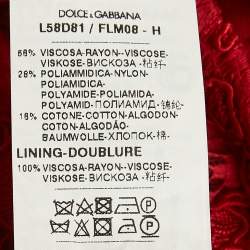 DOLCE & GABBANA
L58D81 / FLM08 - H
56% VISCOSA-RAYON--VISCOSE-
VISKOSE-ВИСКОЗА-粘纤
28% POLIAMMIDICA-NYLON-
POLIAMMIDICA-
POLYAMIDE-POLIAMIDA-
POLYAMID-ПОЛИАМИД-锦纶
16% COTONE-COTTON-ALGODÃO-
COTON-ALGODÓN-
BAUMWOLLE-ХЛОПОК-棉
LINING-DOUBLURE
100% VISCOSA-RAYON--VISCOSE-
VISKOSE-ВИСКОЗА-粘纤